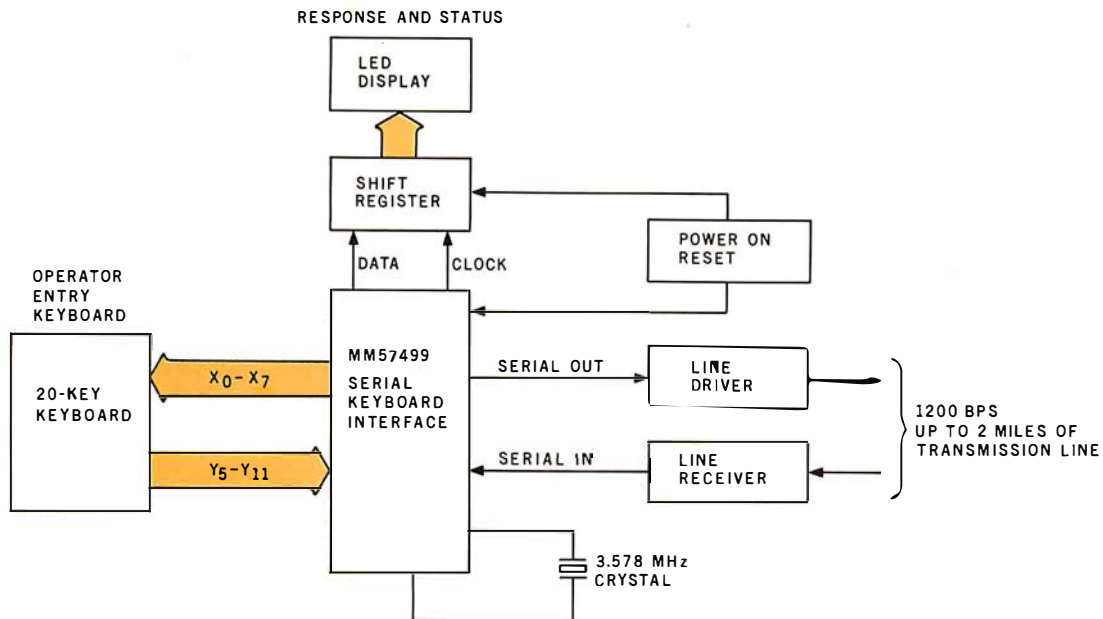 RESPONSE AND STATUS
LED
DISPLAY
SHIFT
REGISTER
POWER ON
RESET
DATA
CLOCK
OPERATOR
ENTRY
KEYBOARD
20-KEY
KEYBOARD
X0-X7
Y5-Y11
MM57499
SERIAL
KEYBOARD
INTERFACE
SERIAL OUT
LINE
DRIVER
SERIAL IN
LINE
RECEIVER
1200 BPS
UP TO 2 MILES OF
TRANSMISSION LINE
3.578 MHz
CRYSTAL